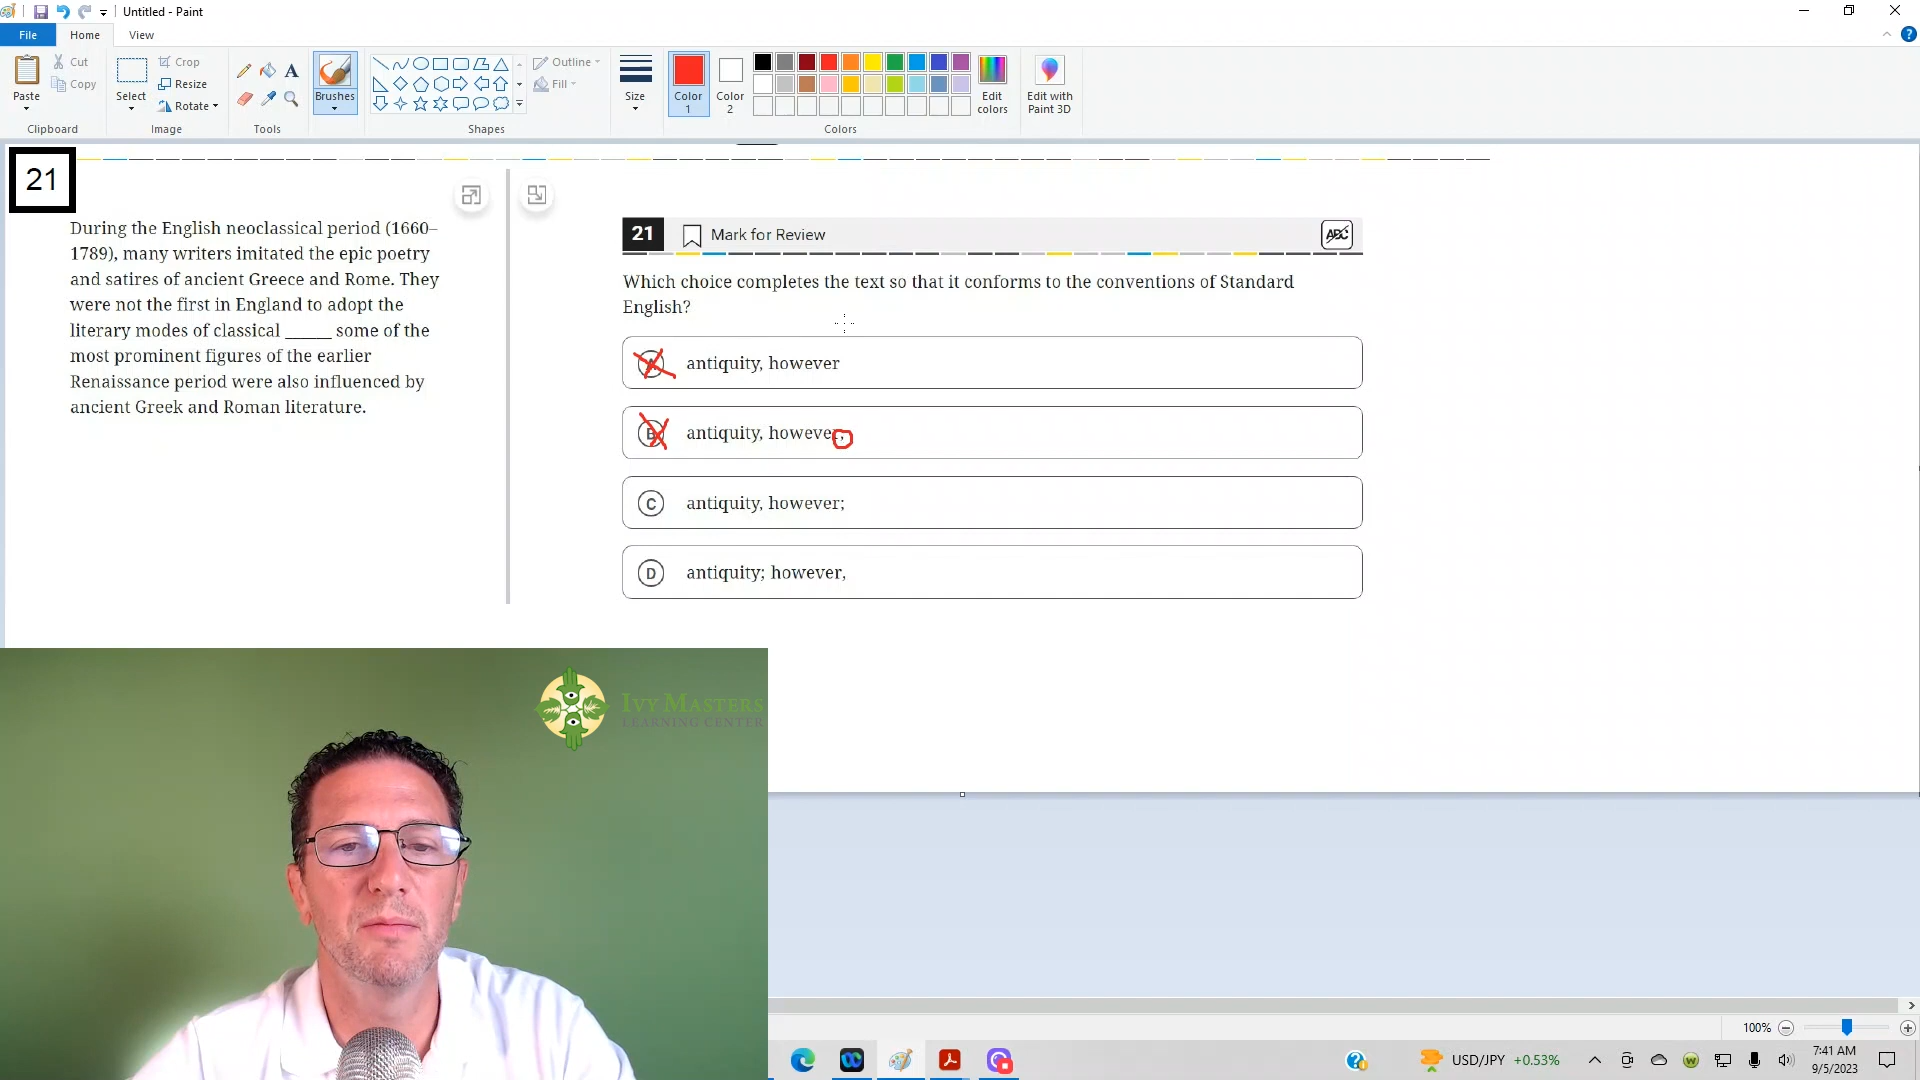 Untitled - Paint
File Home View
Paste
Cut
Copy
Clipboard
Select
Crop
Resize
Rotate
Image
Tools
Brushes
Shapes
Outline
Fill
Size
Color 1
Color 2
Colors
Edit colors
Edit with Paint 3D
21
During the English neoclassical period (1660–
1789), many writers imitated the epic poetry
and satires of ancient Greece and Rome. They
were not the first in England to adopt the
literary modes of classical ______ some of the
most prominent figures of the earlier
Renaissance period were also influenced by
ancient Greek and Roman literature.
21 Mark for Review ABC
Which choice completes the text so that it conforms to the conventions of Standard
English?
A antiquity, however
B antiquity, however,
C antiquity, however;
D antiquity; however,
IVY MASTERS
LEARNING CENTER
100%
USD/JPY +0.53%
7:41 AM
9/5/2023